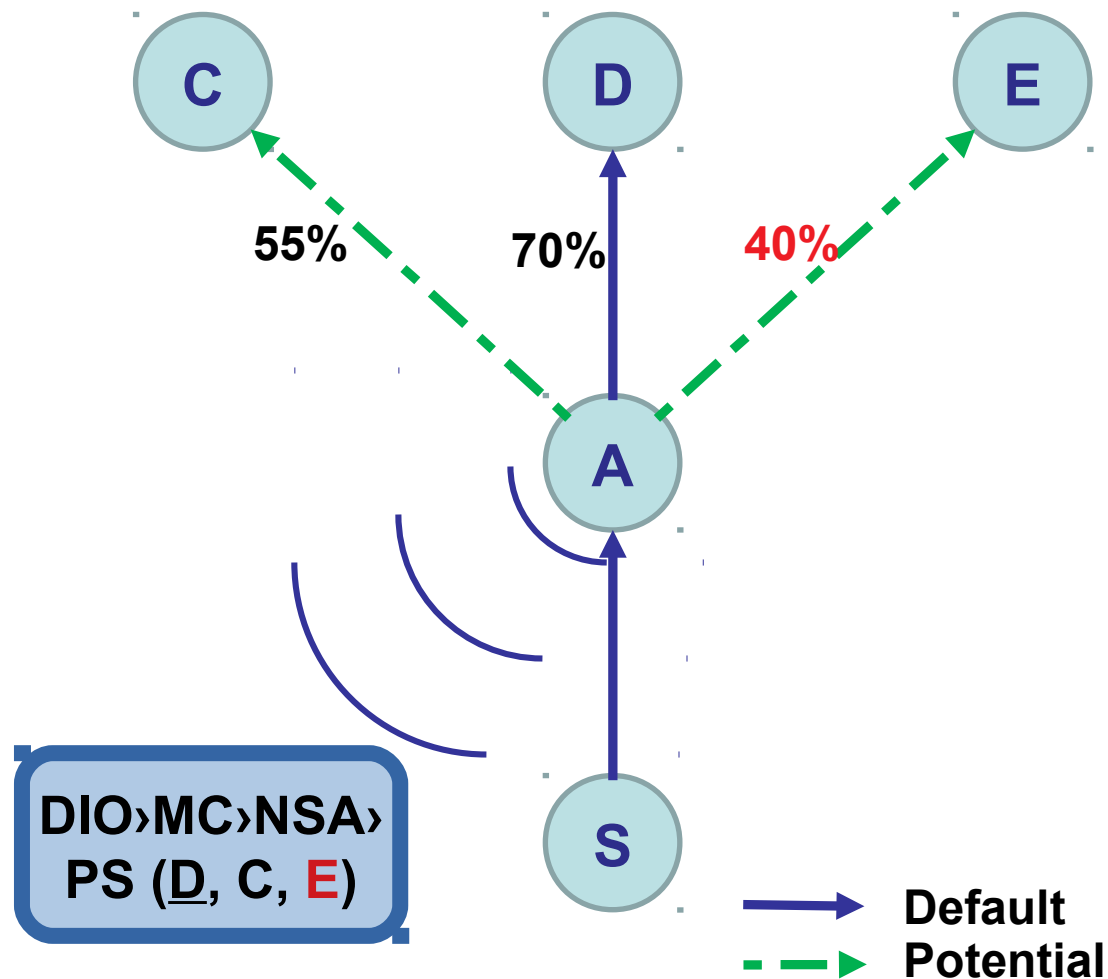 C
D
E
55%
70%
40%
A
DIO›MC›NSA›
PS (D, C, E)
S
Default
Potential